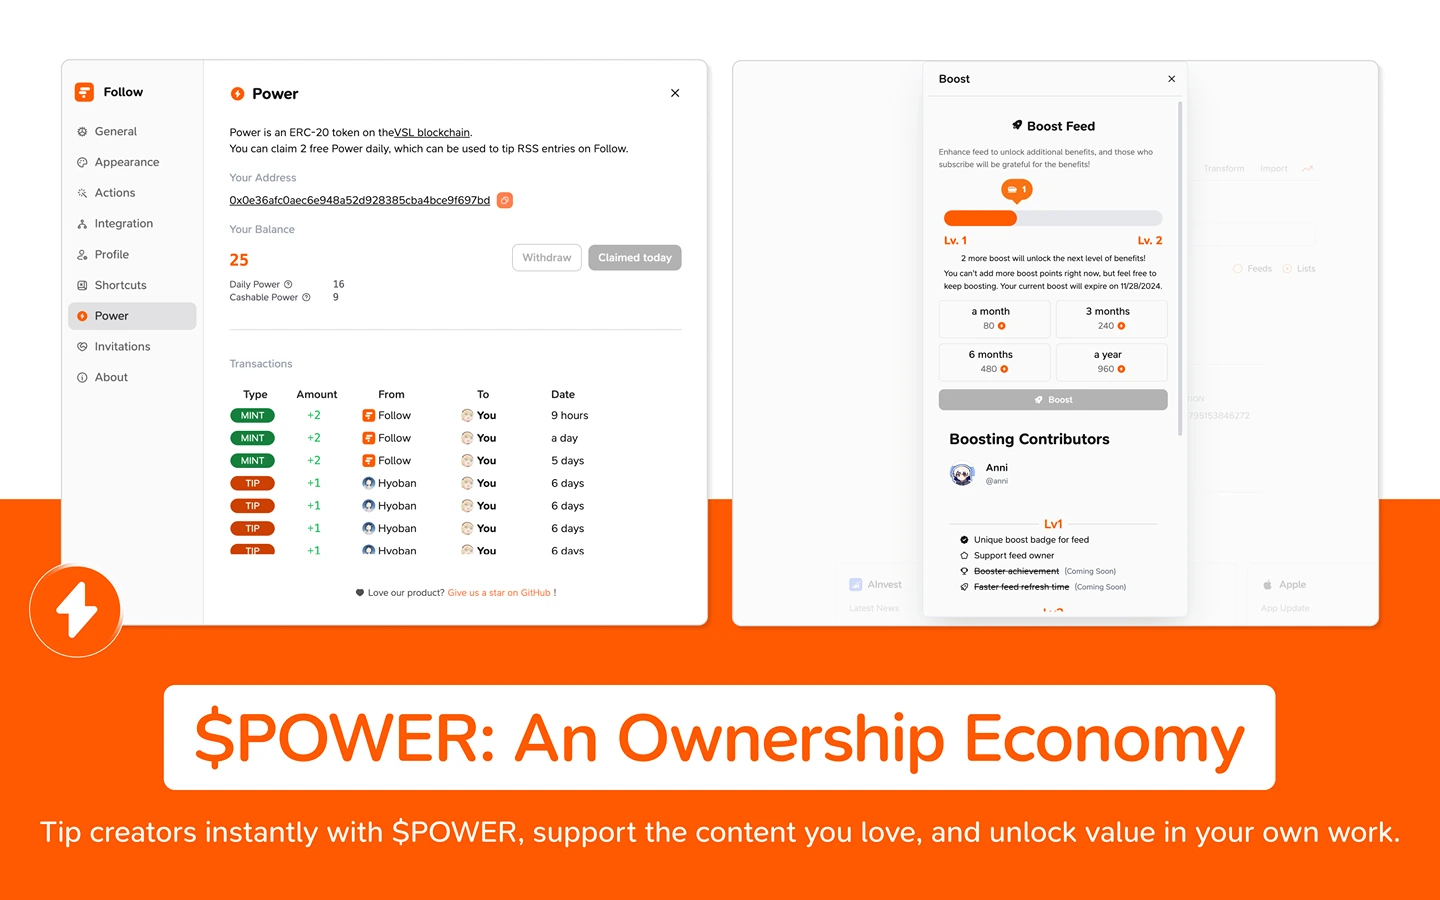 Follow
General
Appearance
Actions
Integration
Profile
Shortcuts
Power
Invitations
About
Power
Power is an ERC-20 token on theVSL blockchain.
You can claim 2 free Power daily, which can be used to tip RSS entries on Follow.
Your Address
0x0e36afc0aec6e948a52d928385cba4bce9f697bd
Your Balance
25
Withdraw
Claimed today
Daily Power 16
Cashable Power 9
Transactions
Type Amount From To Date
MINT +2 Follow You 9 hours
MINT +2 Follow You a day
MINT +2 Follow You 5 days
TIP +1 Hyoban You 6 days
TIP +1 Hyoban You 6 days
TIP +1 Hyoban You 6 days
TIP +1 Hyoban You 6 days
Love our product? Give us a star on GitHub !
Boost
Boost Feed
Enhance feed to unlock additional benefits, and those who
subscribe will be grateful for the benefits!
1
Lv. 1 Lv. 2
2 more boost will unlock the next level of benefits!
You can't add more boost points right now, but feel free to
keep boosting. Your current boost will expire on 11/28/2024.
a month
80
3 months
240
6 months
480
a year
960
Boost
Boosting Contributors
Anni
@anni
Lv1
Unique boost badge for feed
Support feed owner
Booster achievement (Coming Soon)
Faster feed refresh time (Coming Soon)
Lv2
Transform Import
Feeds Lists
795153846272
AInvest
Latest News
Apple
App Update
$POWER: An Ownership Economy
Tip creators instantly with $POWER, support the content you love, and unlock value in your own work.